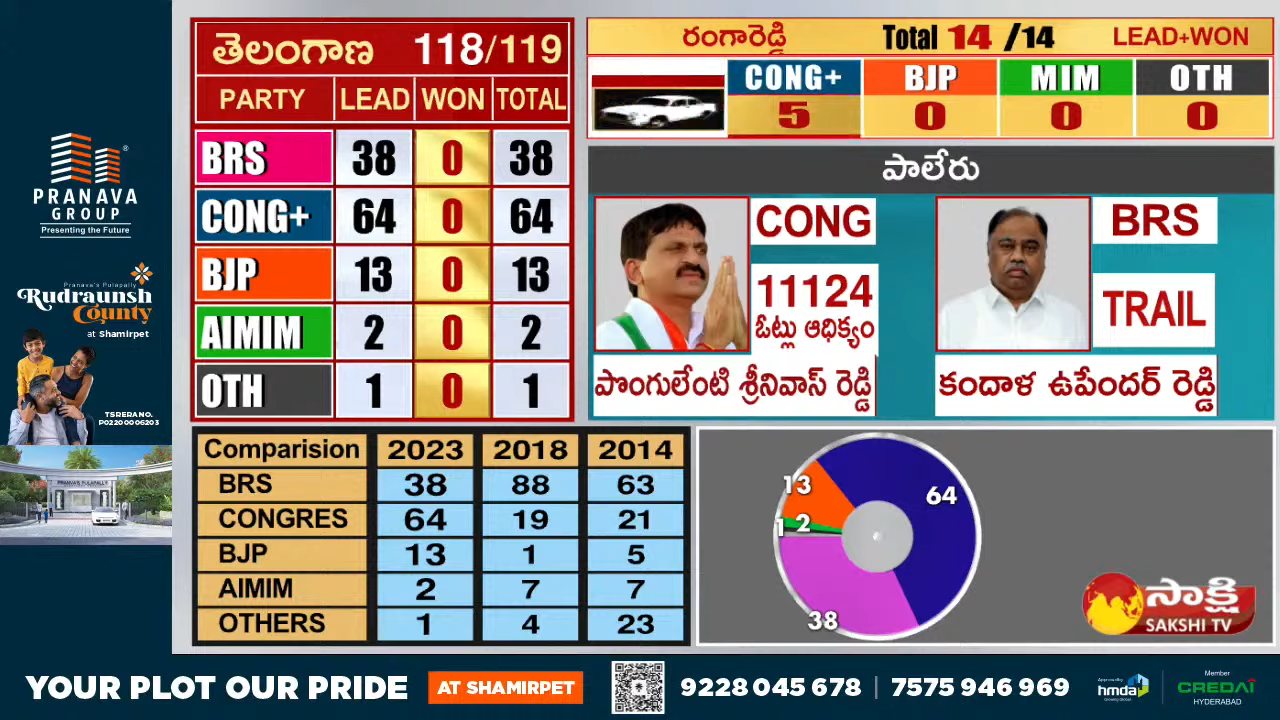 PRANAVA
GROUP
Presenting the Future
Pranava's Pulapally
Rudraunsh
County
at Shamirpet
TSRERA NO.
P02200006203
PRANAVA'S PULAPALLY
తెలంగాణ 118/119
PARTY LEAD WON TOTAL
BRS 38 0 38
CONG+ 64 0 64
BJP 13 0 13
AIMIM 2 0 2
OTH 1 0 1
రంగారెడ్డి Total 14 /14 LEAD+WON
CONG+ BJP MIM OTH
5 0 0 0
పాలేరు
CONG
11124
ఓట్లు ఆధిక్యం
పొంగులేంటి శ్రీనివాస్ రెడ్డి
BRS
TRAIL
కందాళ ఉపేందర్ రెడ్డి
Comparision 2023 2018 2014
BRS 38 88 63
CONGRES 64 19 21
BJP 13 1 5
AIMIM 2 7 7
OTHERS 1 4 23
13
64
1 2
38
సాక్షి
SAKSHI TV
YOUR PLOT OUR PRIDE AT SHAMIRPET 9228 045 678 | 7575 946 969
Approved by
hmda
Member
CREDAI
HYDERABAD